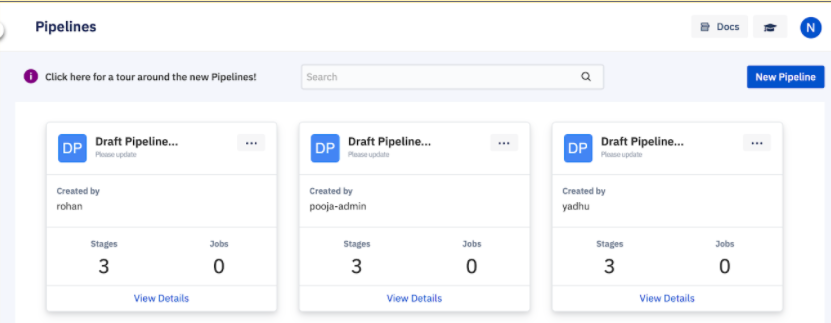 Pipelines
Docs
N
i Click here for a tour around the new Pipelines!
Search
New Pipeline
DP
Draft Pipeline...
Please update
...
Created by
rohan
Stages Jobs
3 0
View Details
DP
Draft Pipeline...
Please update
...
Created by
pooja-admin
Stages Jobs
3 0
View Details
DP
Draft Pipeline...
Please update
...
Created by
yadhu
Stages Jobs
3 0
View Details